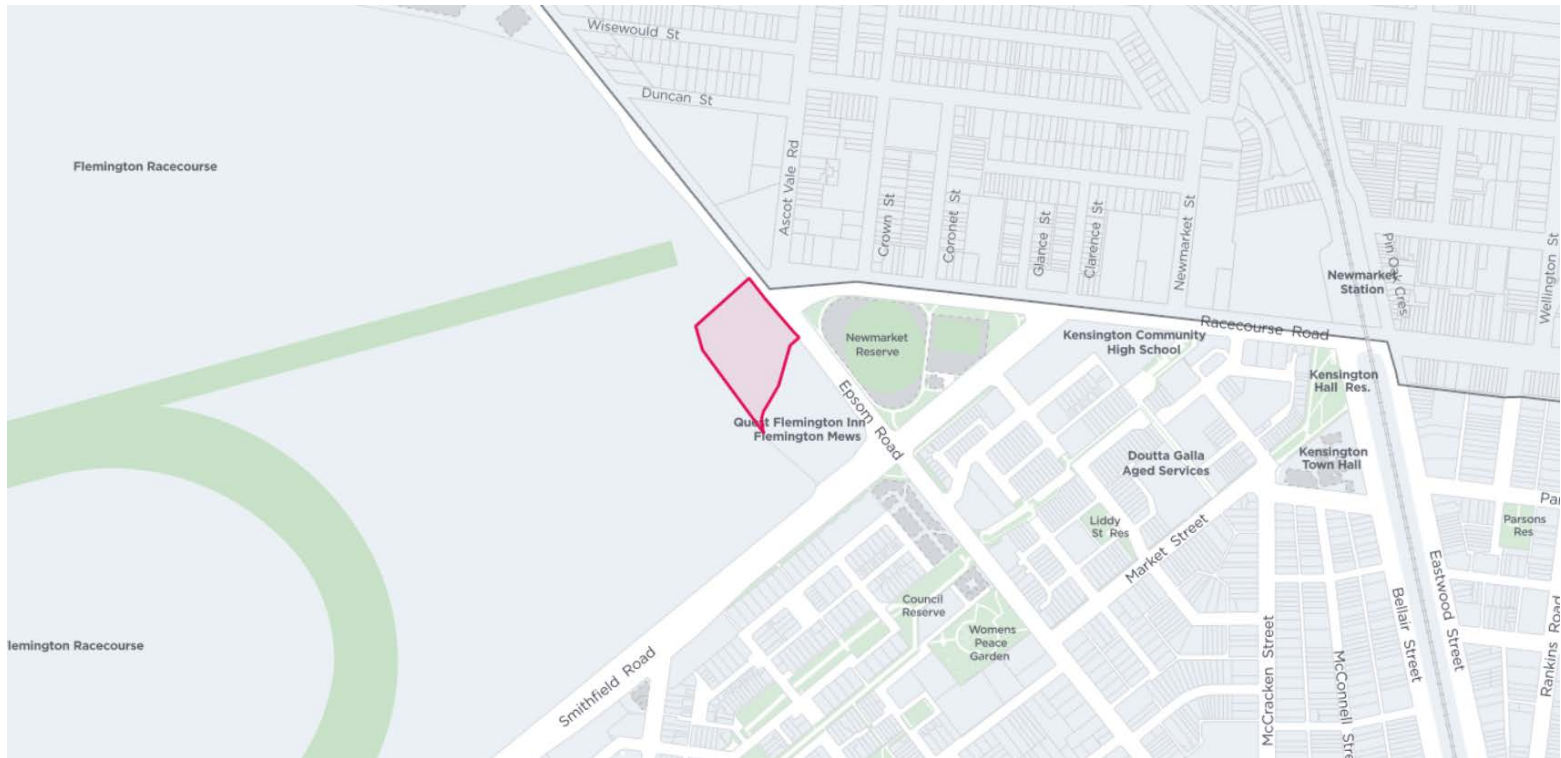 Wisewould St
Duncan St
Flemington Racecourse
Ascot Vale Rd
Crown St
Coronet St
Glance St
Clarence St
Newmarket St
Pin Oak Cres
Wellington St
Newmarket
Station
Racecourse Road
Newmarket
Reserve
Kensington Community
High School
Kensington
Hall Res.
Epsom Road
Quest Flemington Inn
Flemington Mews
Doutta Galla
Aged Services
Kensington
Town Hall
Par
Parsons
Res
Liddy
St Res
Market Street
Council
Reserve
Womens
Peace
Garden
lemington Racecourse
Smithfield Road
McCracken Street
McConnell Stre
Bellair Street
Eastwood Street
Rankins Road